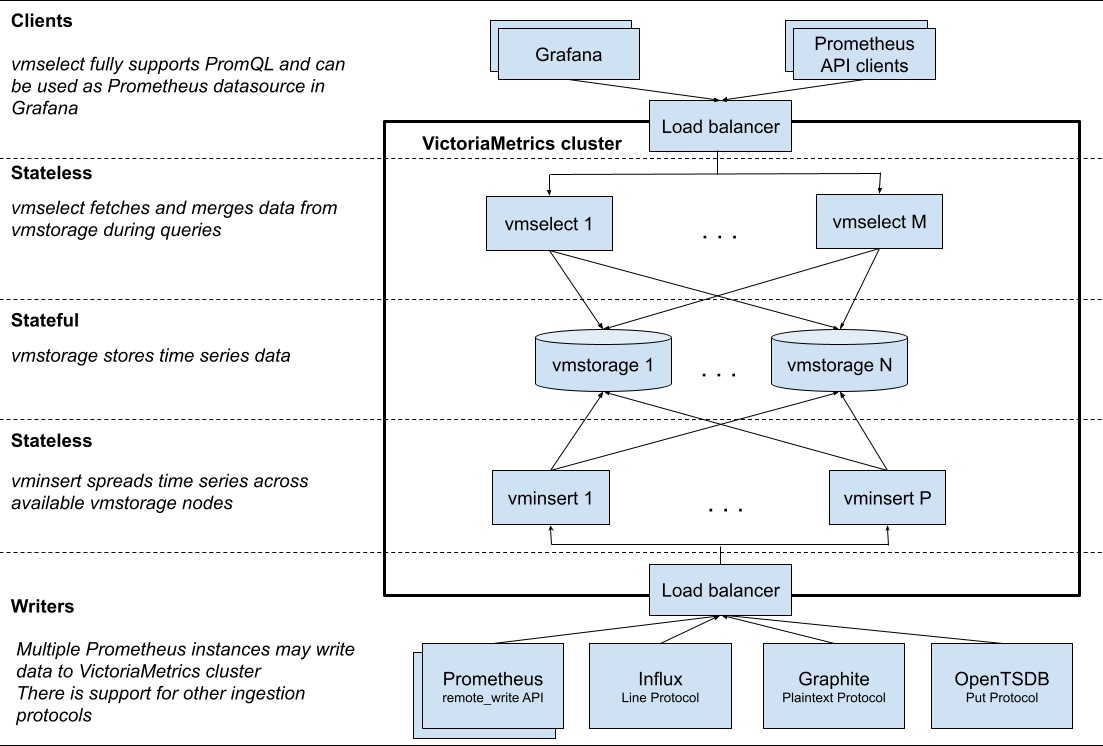 Clients
vmselect fully supports PromQL and can
be used as Prometheus datasource in
Grafana
Grafana
Prometheus
API clients
Load balancer
VictoriaMetrics cluster
Stateless
vmselect fetches and merges data from
vmstorage during queries
vmselect 1
. . .
vmselect M
Stateful
vmstorage stores time series data
vmstorage 1
. . .
vmstorage N
Stateless
vminsert spreads time series across
available vmstorage nodes
vminsert 1
. . .
vminsert P
Load balancer
Writers
Multiple Prometheus instances may write
data to VictoriaMetrics cluster
There is support for other ingestion
protocols
Prometheus
remote_write API
Influx
Line Protocol
Graphite
Plaintext Protocol
OpenTSDB
Put Protocol